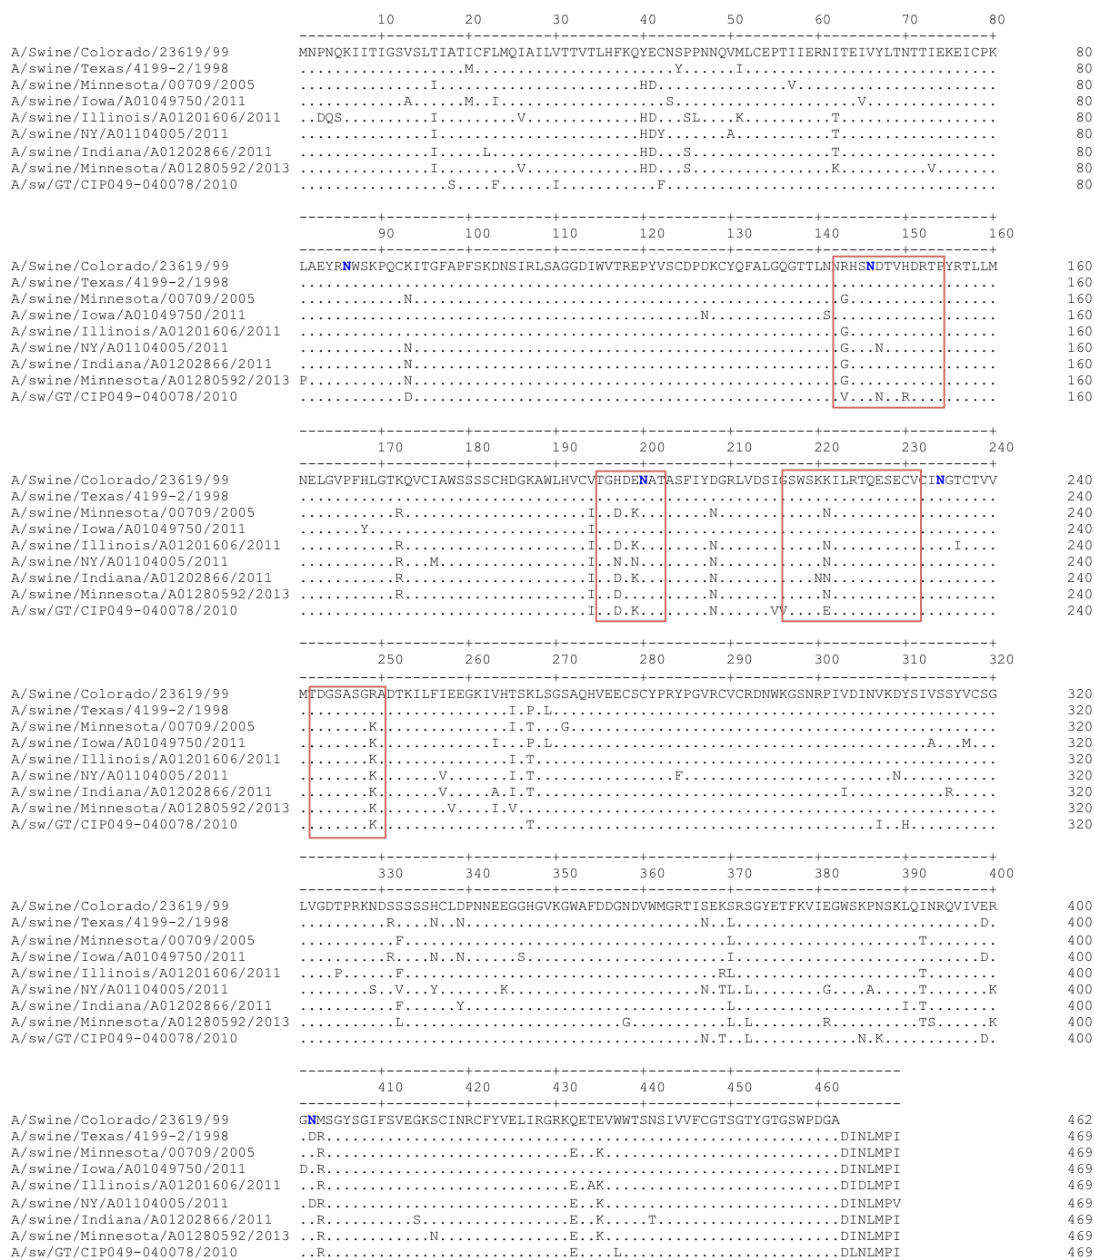 10 20 30 40 50 60 70 80
--------+---------+---------+---------+---------+---------+---------+---------+
A/Swine/Colorado/23619/99 MNPNQKIITIGSVSLTIATICFLMQIAILVTTVTLHFKQYECNSPPNNQVMLCEPTIIERNITEIVYLTNTTIEKEICPK 80
A/swine/Texas/4199-2/1998 ...................M.......................Y......M............................. 80
A/swine/Minnesota/00709/2005 ...............I.......................HD...............V....................... 80
A/swine/Iowa/A01049750/2011 ............A......M..I...................S.....................V............... 80
A/swine/Illinois/A01201606/2011 ..DQS..........I.........V.............HD...SL....K..........T.................. 80
A/swine/NY/A01104005/2011 ...............I.......................HDY.......A...........T.................. 80
A/swine/Indiana/A01202866/2011 ...............I.....L.................HD...S................T.................. 80
A/swine/Minnesota/A01280592/2013 ...............I.........V.............HD...S................K..........V....... 80
A/sw/GT/CIP049-040078/2010 .................S....F......I...........F...................................... 80
--------+---------+---------+---------+---------+---------+---------+---------+
90 100 110 120 130 140 150 160
A/Swine/Colorado/23619/99 LAEYRNWSKPQCKITGFAPFSKDNSIRLSAGGDIWVTREPYVSCDPDKCYQFALGQGTTLNNRHSNDTVHDRTPYRTLLM 160
A/swine/Texas/4199-2/1998 ................................................................................ 160
A/swine/Minnesota/00709/2005 ............N.................................................G................. 160
A/swine/Iowa/A01049750/2011 ..............................................N.............S................... 160
A/swine/Illinois/A01201606/2011 ..............................................................G................. 160
A/swine/NY/A01104005/2011 ............N.................................................G...N............. 160
A/swine/Indiana/A01202866/2011 ............N.................................................G................. 160
A/swine/Minnesota/A01280592/2013 P...........N.................................................G................. 160
A/sw/GT/CIP049-040078/2010 ............D.................................................V...N..R.......... 160
--------+---------+---------+---------+---------+---------+---------+---------+
170 180 190 200 210 220 230 240
A/Swine/Colorado/23619/99 NELGVPFHLGTKQVCIAWSSSSCHDGKAWLHVCVTGHDENATASFIYDGRLVDSIGSWSKKILRTQESECVCINGTCTVV 240
A/swine/Texas/4199-2/1998 ................................................................................ 240
A/swine/Minnesota/00709/2005 ...........R.....................I..D.K........N............N................... 240
A/swine/Iowa/A01049750/2011 .......Y.........................I.............................................. 240
A/swine/Illinois/A01201606/2011 ...........R.....................I..D.K........N............N..............I.... 240
A/swine/NY/A01104005/2011 ...........R...M.................I..N.N........N............N................... 240
A/swine/Indiana/A01202866/2011 ...........R.....................I..D.K........N...........NN................... 240
A/swine/Minnesota/A01280592/2013 ...........R.....................I..D..........N............N................... 240
A/sw/GT/CIP049-040078/2010 .................................I..D.K........N......VV....E................... 240
--------+---------+---------+---------+---------+---------+---------+---------+
250 260 270 280 290 300 310 320
A/Swine/Colorado/23619/99 MTDGSASGRADTKILFIEEGKIVHTSKLSGSAQHVEECSCYPRYPGVRCVCRDNWKGSNRPIVDINVKDYSIVSSYVCSG 320
A/swine/Texas/4199-2/1998 ........................I.P.L................................................... 320
A/swine/Minnesota/00709/2005 ........K...............I.T...G................................................. 320
A/swine/Iowa/A01049750/2011 ........K.............I...P.L...........................................A...M... 320
A/swine/Illinois/A01201606/2011 ........K...............I.T..................................................... 320
A/swine/NY/A01104005/2011 ........K.......V.......I.T................F........................N........... 320
A/swine/Indiana/A01202866/2011 ........K.......V.....A.I.T...................................I...........R..... 320
A/swine/Minnesota/A01280592/2013 ........K........V....I.V....................................................... 320
A/sw/GT/CIP049-040078/2010 ........K.................T.......................................I..H.......... 320
--------+---------+---------+---------+---------+---------+---------+---------+
330 340 350 360 370 380 390 400
A/Swine/Colorado/23619/99 LVGDTPRKNDSSSSSHCLDPNNEEGGHGVKGWAFDDGNDVWMGRTISEKSRSGYETFKVIEGWSKPNSKLQINRQVIVER 400
A/swine/Texas/4199-2/1998 ..........R....N..N...........................N..L............................D. 400
A/swine/Minnesota/00709/2005 ...........F.....................................L.....................T........ 400
A/swine/Iowa/A01049750/2011 ..........R....N..N......S.......................I............................D. 400
A/swine/Illinois/A01201606/2011 ....P......F....................................RL.....................T........ 400
A/swine/NY/A01104005/2011 ........S..V...Y.......K......................N.TL.L........G....A.....T.......K 400
A/swine/Indiana/A01202866/2011 ...........F......Y..............................L...................I.T........ 400
A/swine/Minnesota/A01280592/2013 ...........L.........................G...........L.L........R..........TS......K 400
A/sw/GT/CIP049-040078/2010 ..............................................N.T..L............N.K...........D. 400
--------+---------+---------+---------+---------+---------+--------
410 420 430 440 450 460
A/Swine/Colorado/23619/99 GNMSGYSGIFSVEGKSCINRCFYVELIRGRKQETEVWWTSNSIVVFCGTSGTYGTGSWPDGA 462
A/swine/Texas/4199-2/1998 .DR...........................................................DINLMPI 469
A/swine/Minnesota/00709/2005 ..R............................E..K...........................DINLMPI 469
A/swine/Iowa/A01049750/2011 D.R...........................................................DINLMPI 469
A/swine/Illinois/A01201606/2011 ..R............................E.AK...........................DIDLMPI 469
A/swine/NY/A01104005/2011 .DR............................E..K...........................DINLMPV 469
A/swine/Indiana/A01202866/2011 ..R..........S.................E..K.....T.....................DINLMPI 469
A/swine/Minnesota/A01280592/2013 ..R............N...............E..K...........................DINLMPI 469
A/sw/GT/CIP049-040078/2010 ..R............................E....L.........................DLNLMPI 469